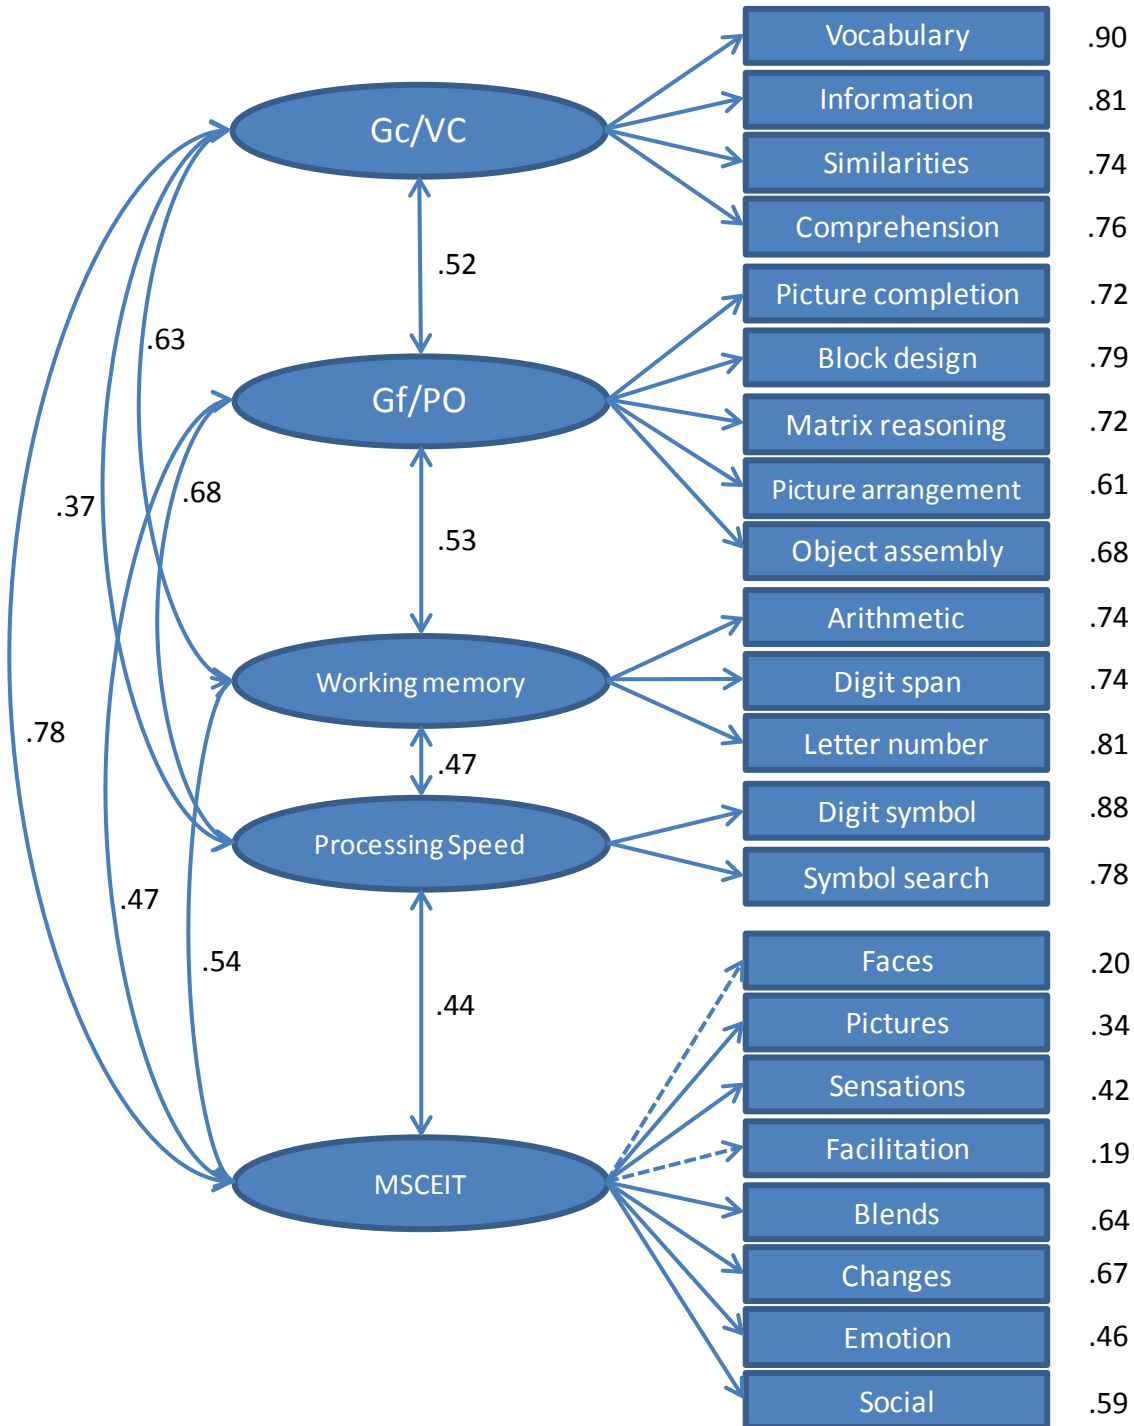 Vocabulary .90
Information .81
Gc/VC
Similarities .74
Comprehension .76
.52
Picture completion .72
.63
Block design .79
Gf/PO
Matrix reasoning .72
.68
Picture arrangement .61
.37
.53
Object assembly .68
Arithmetic .74
Working memory
Digit span .74
.78
Letter number .81
.47
Digit symbol .88
Processing Speed
Symbol search .78
.47
.54
Faces .20
.44
Pictures .34
Sensations .42
Facilitation .19
MSCEIT
Blends .64
Changes .67
Emotion .46
Social .59